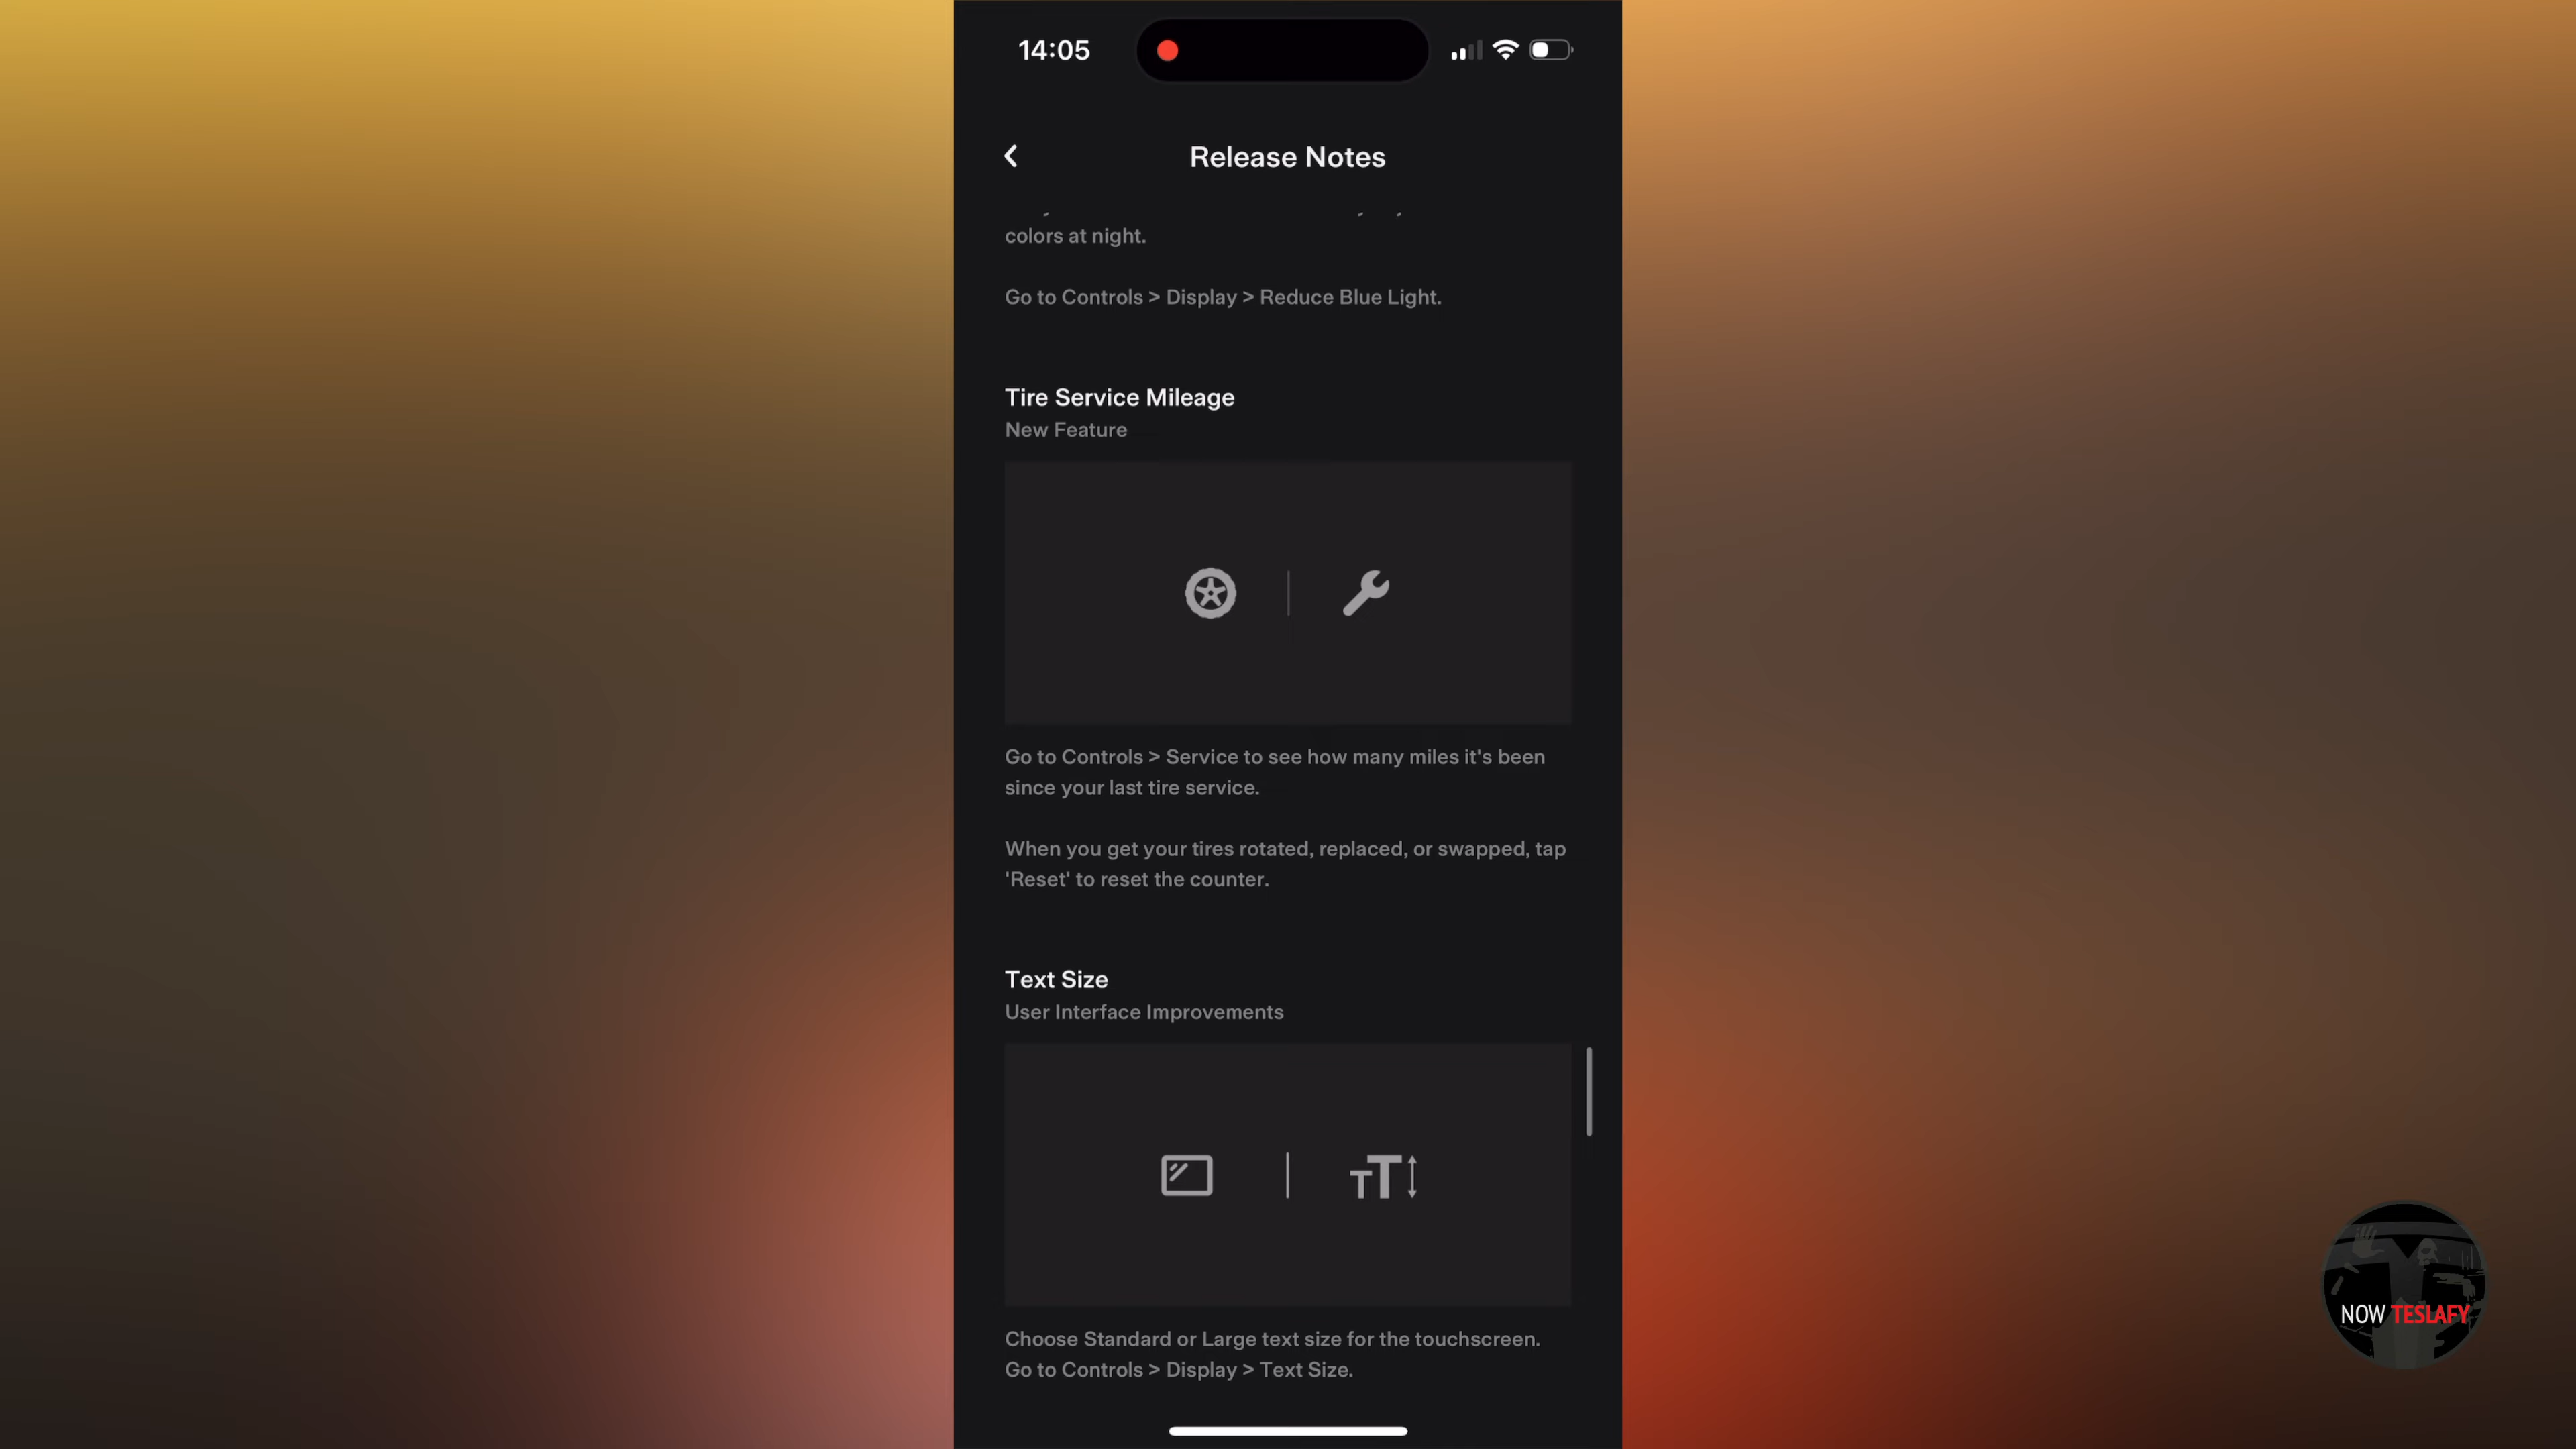 14:05
Release Notes
colors at night.
Go to Controls > Display > Reduce Blue Light.
Tire Service Mileage
New Feature
Go to Controls > Service to see how many miles it's been
since your last tire service.
When you get your tires rotated, replaced, or swapped, tap
'Reset' to reset the counter.
Text Size
User Interface Improvements
TT
Choose Standard or Large text size for the touchscreen.
Go to Controls > Display > Text Size.
NOW TESLAFY